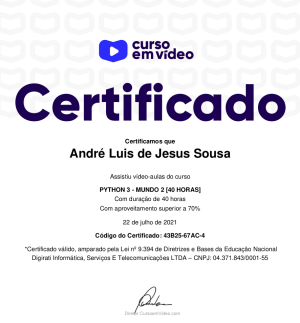 curso
em vídeo
Certificado
Certificamos que
André Luis de Jesus Sousa
Assistiu vídeo-aulas do curso
PYTHON 3 - MUNDO 2 [40 HORAS]
Com duração de 40 horas
Com aproveitamento superior a 70%
22 de julho de 2021
Código do Certificado: 43B25-67AC-4
*Certificado válido, amparado pela Lei nº 9.394 de Diretrizes e Bases da Educação Nacional
Digirati Informática, Serviços E Telecomunicações LTDA – CNPJ: 04.371.843/0001-55
Diretor CursoemVideo.com